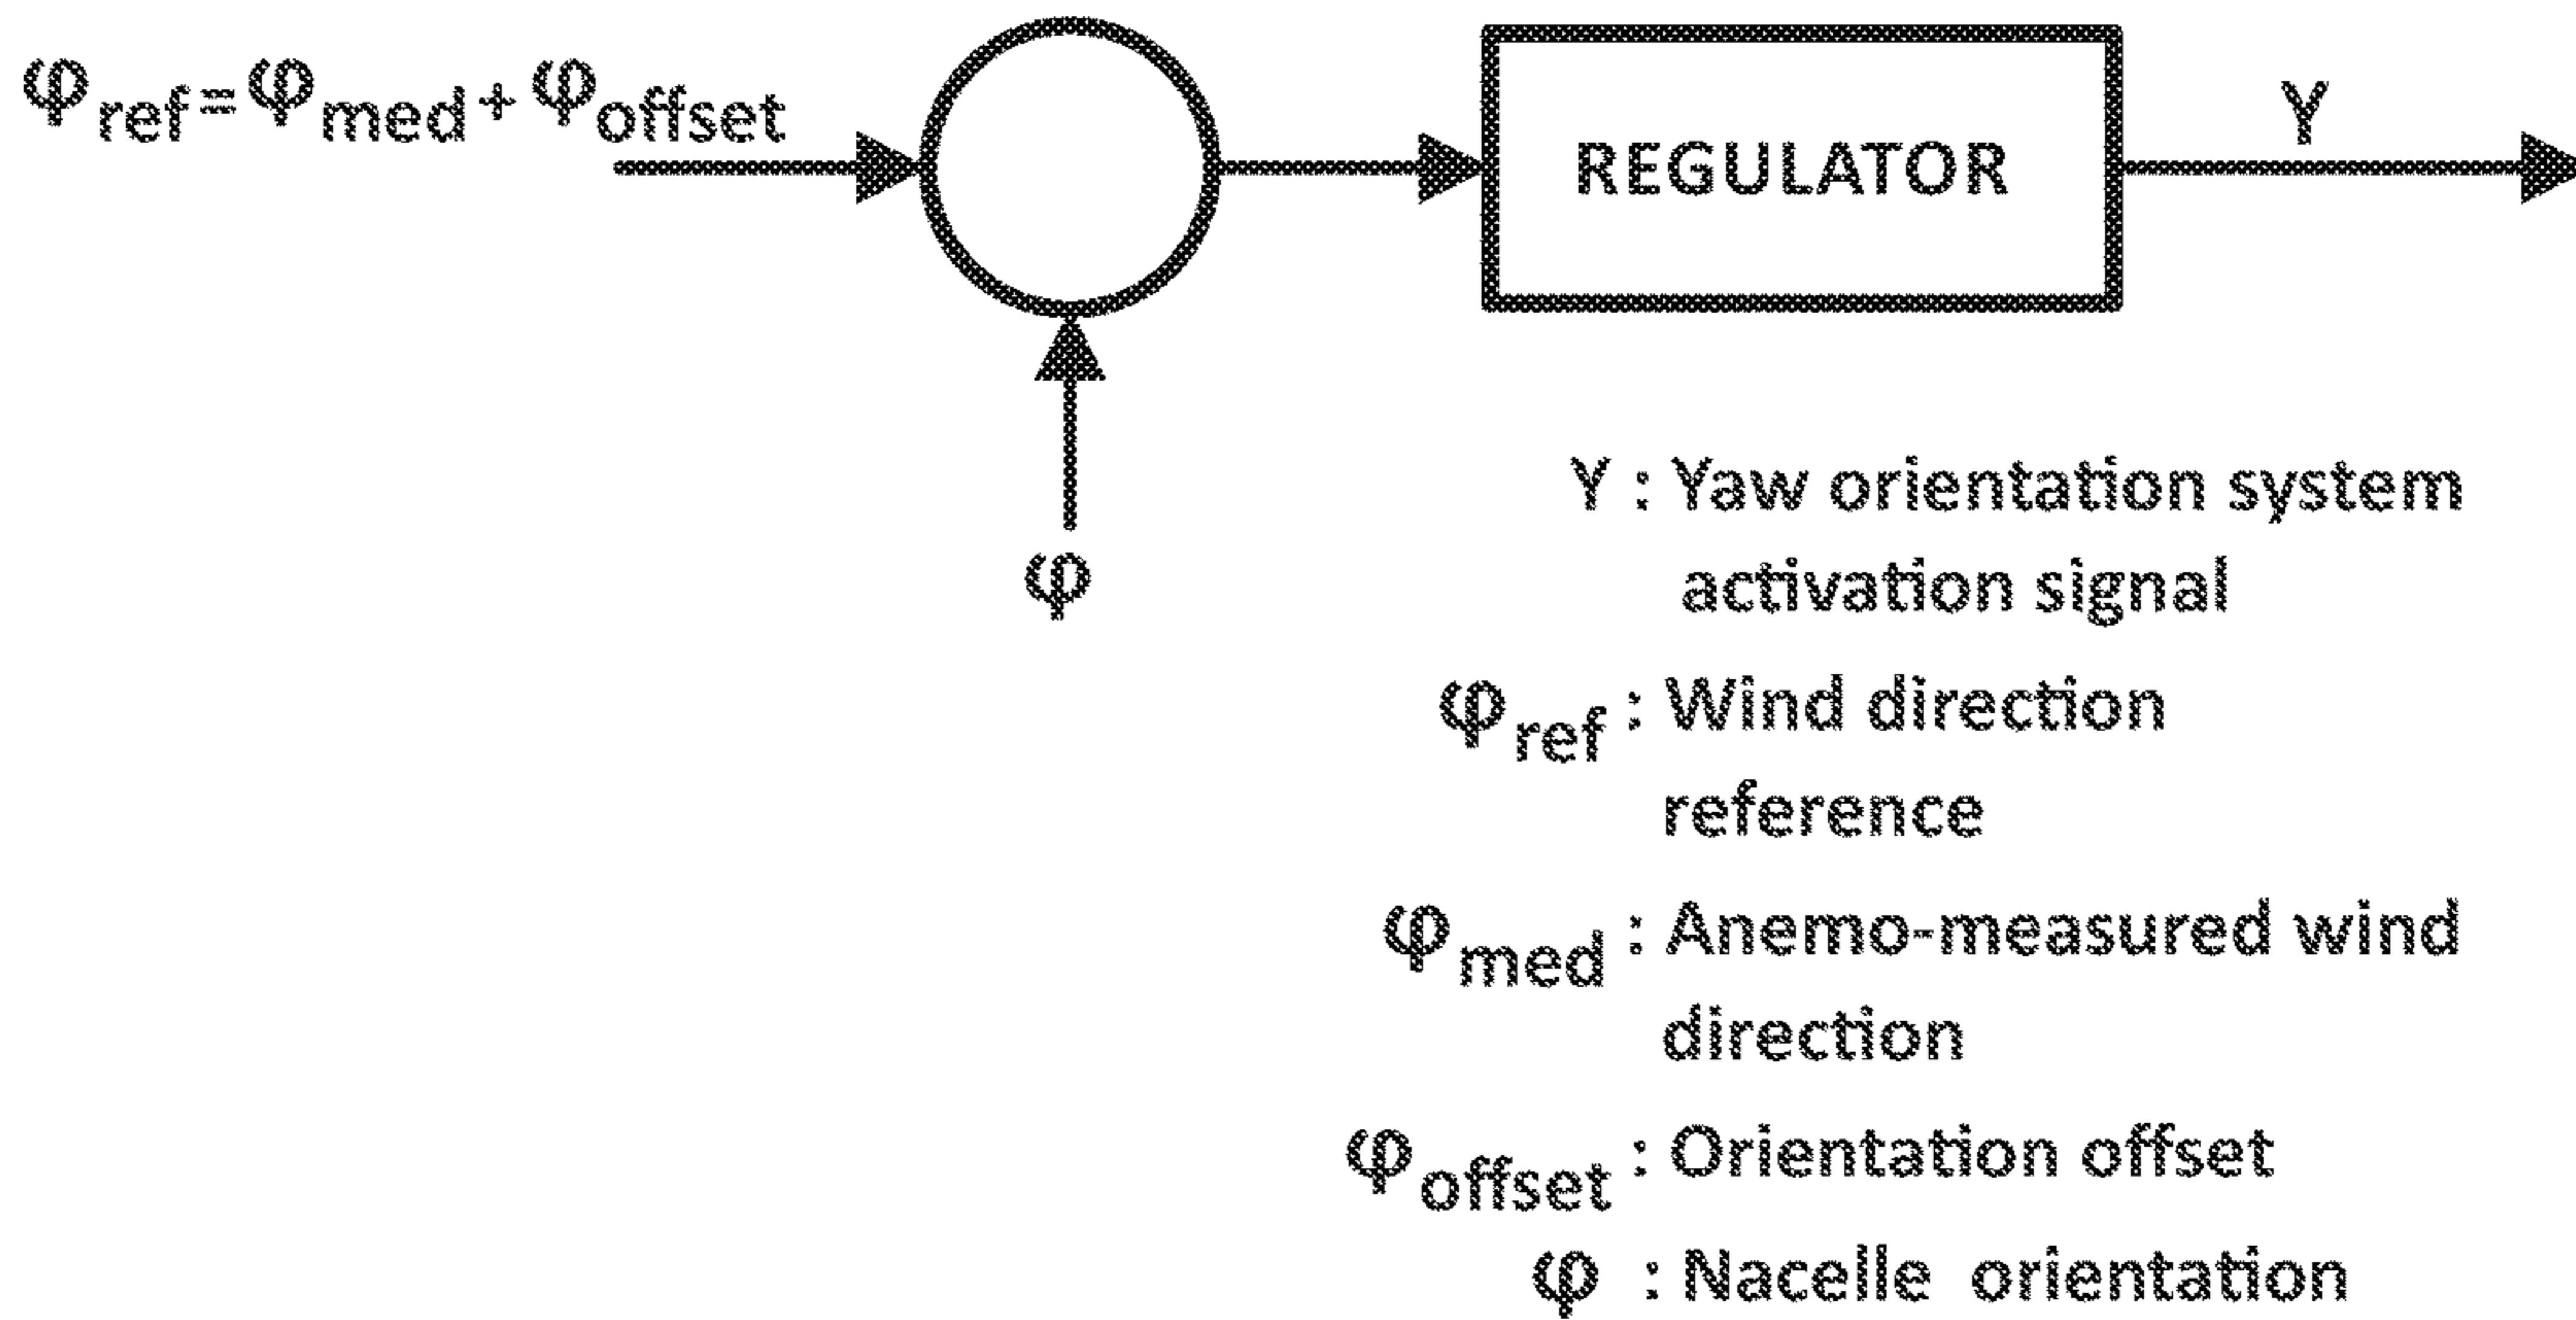 φref=φmed+φoffset
REGULATOR
Y
φ
Y : Yaw orientation system
activation signal
φref : Wind direction
reference
φmed : Anemo-measured wind
direction
φoffset : Orientation offset
φ : Nacelle orientation